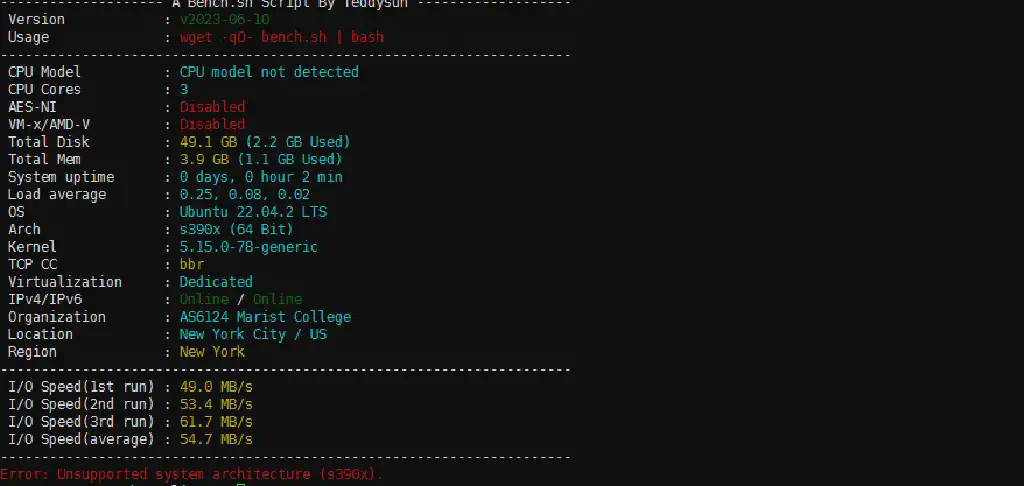 -------------------- A Bench.sh Script By Teddysun -------------------
Version : v2023-06-10
Usage : wget -qO- bench.sh | bash
----------------------------------------------------------------------
CPU Model : CPU model not detected
CPU Cores : 3
AES-NI : Disabled
VM-x/AMD-V : Disabled
Total Disk : 49.1 GB (2.2 GB Used)
Total Mem : 3.9 GB (1.1 GB Used)
System uptime : 0 days, 0 hour 2 min
Load average : 0.25, 0.08, 0.02
OS : Ubuntu 22.04.2 LTS
Arch : s390x (64 Bit)
Kernel : 5.15.0-78-generic
TCP CC : bbr
Virtualization : Dedicated
IPv4/IPv6 : Online / Online
Organization : AS6124 Marist College
Location : New York City / US
Region : New York
----------------------------------------------------------------------
I/O Speed(1st run) : 49.0 MB/s
I/O Speed(2nd run) : 53.4 MB/s
I/O Speed(3rd run) : 61.7 MB/s
I/O Speed(average) : 54.7 MB/s
----------------------------------------------------------------------
Error: Unsupported system architecture (s390x).